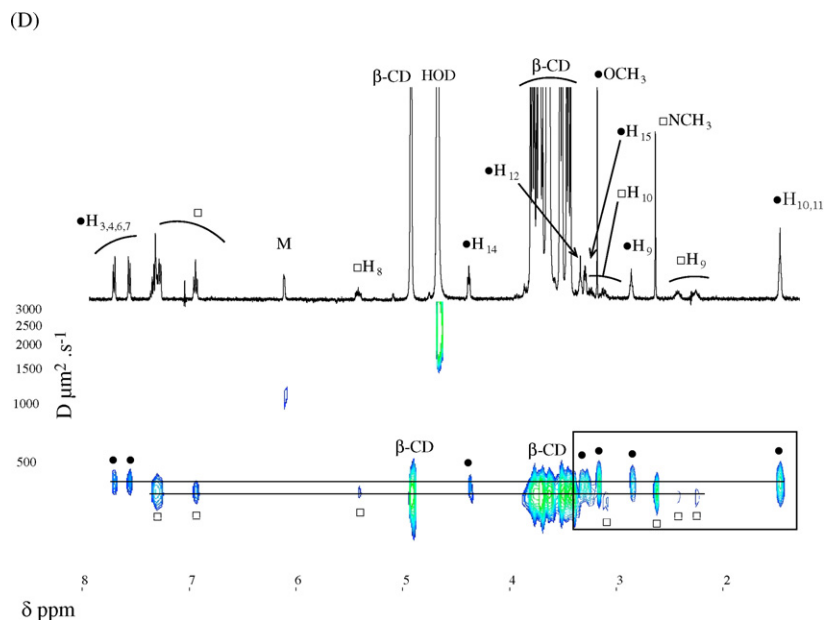 (D)
β-CD HOD β-CD ●OCH3
□NCH3
●H15
●H12 □H10
●H3,4,6,7 □ ●H10,11
M □H8 ●H14 ●H9 □H9
3000
2500
2000
1500
1000
500
D μm² .s⁻¹
β-CD β-CD
● ● ● ● ● ● ●
□ □ □ □ □ □ □
8 7 6 5 4 3 2
δ ppm